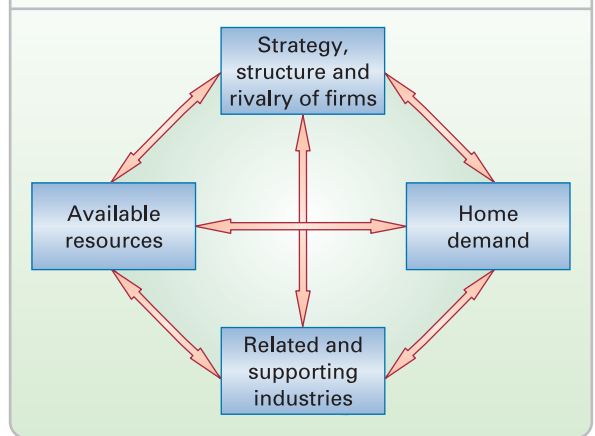 Strategy,
structure and
rivalry of firms
Available
resources
Home
demand
Related and
supporting
industries